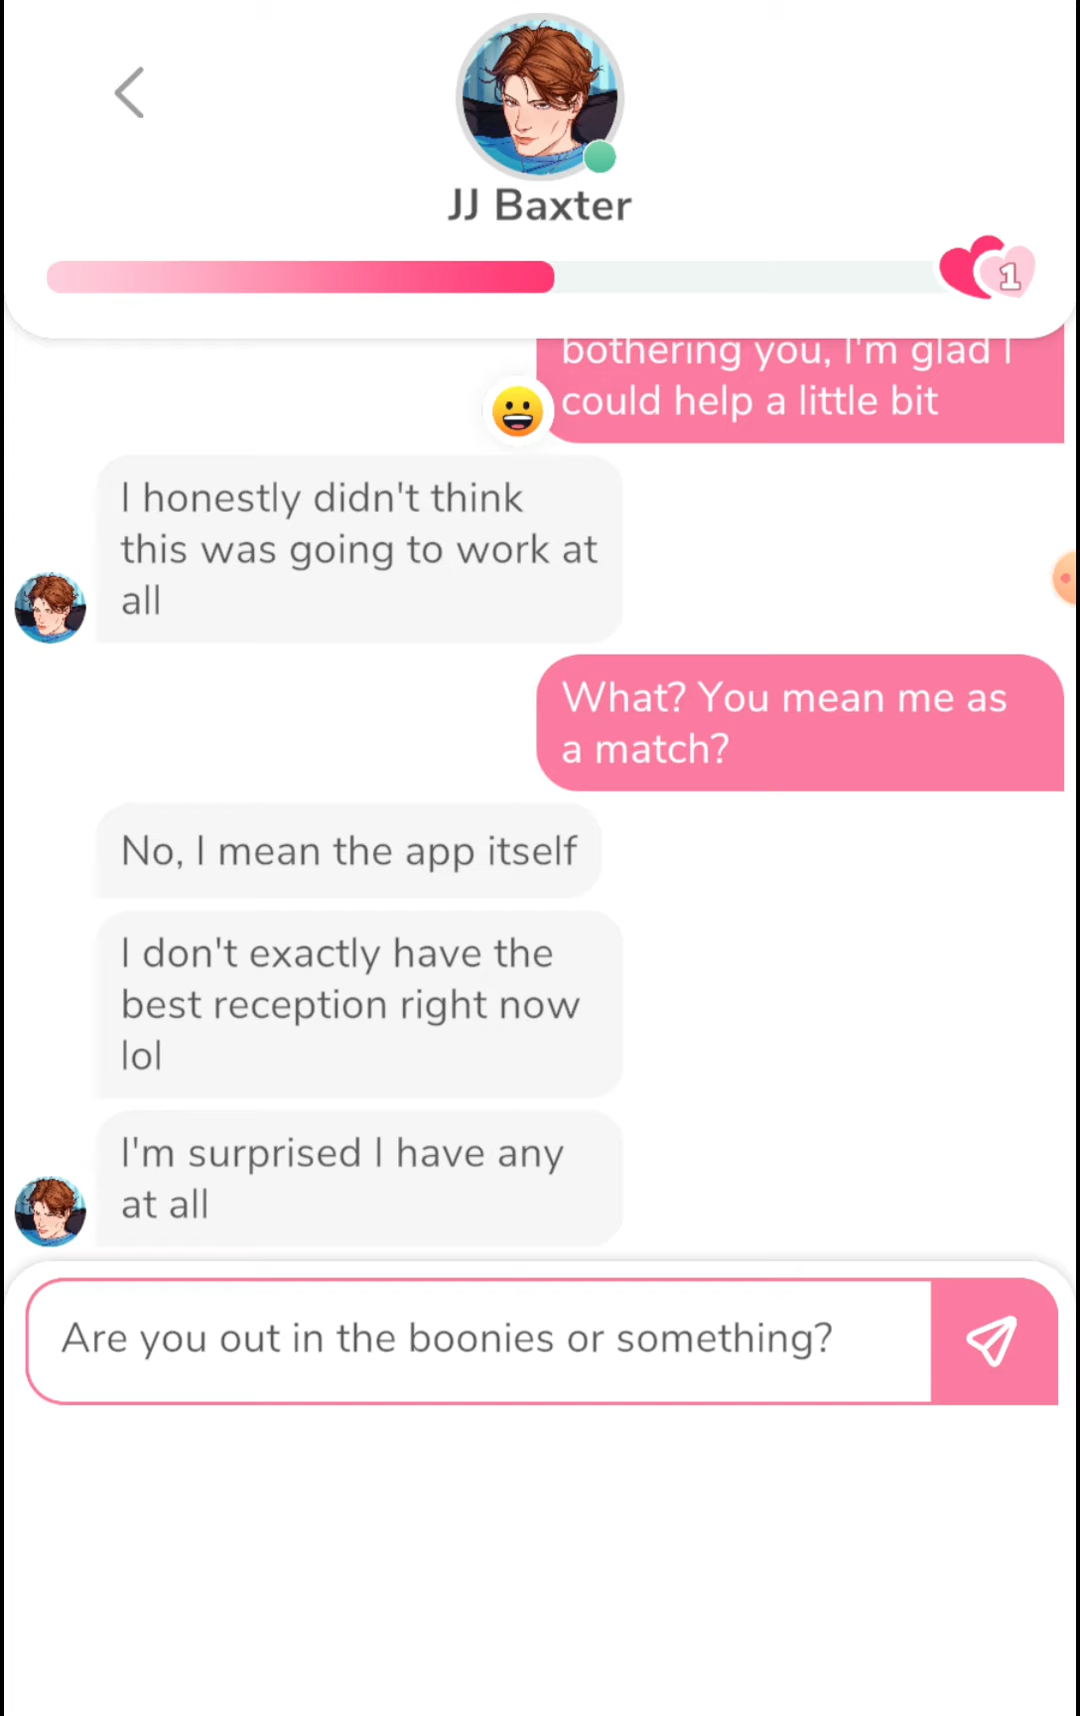 JJ Baxter
1
bothering you, I'm glad I
could help a little bit
I honestly didn't think
this was going to work at
all
What? You mean me as
a match?
No, I mean the app itself
I don't exactly have the
best reception right now
lol
I'm surprised I have any
at all
Are you out in the boonies or something?